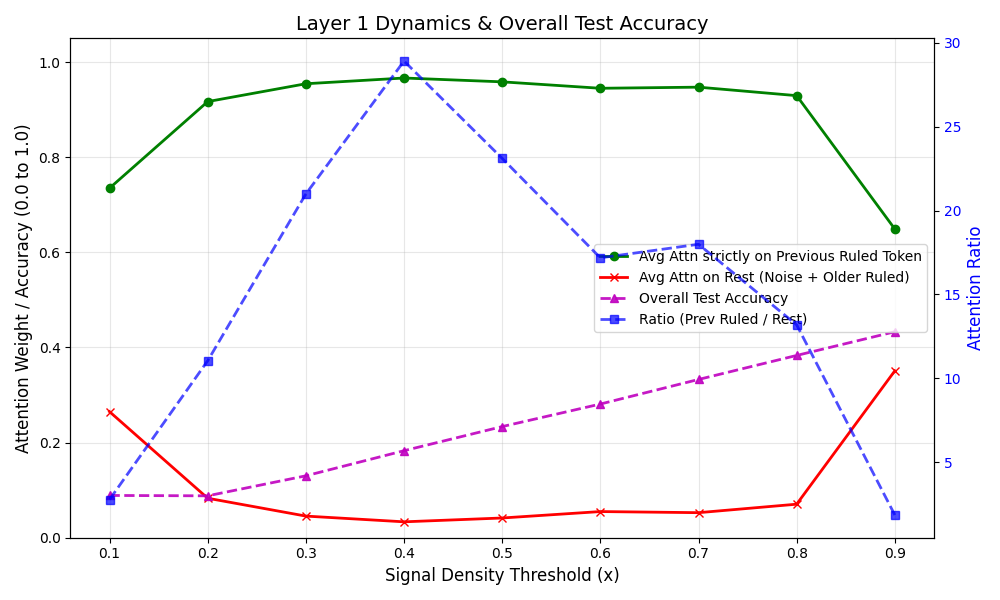 Layer 1 Dynamics & Overall Test Accuracy
Attention Weight / Accuracy (0.0 to 1.0)
1.0
0.8
0.6
0.4
0.2
0.0
0.1 0.2 0.3 0.4 0.5 0.6 0.7 0.8 0.9
Signal Density Threshold (x)
30
25
20
15
10
5
Attention Ratio
Avg Attn Strictly on Previous Ruled Token
Avg Attn on Rest (Noise + Older Ruled)
Overall Test Accuracy
Ratio (Prev Ruled / Rest)